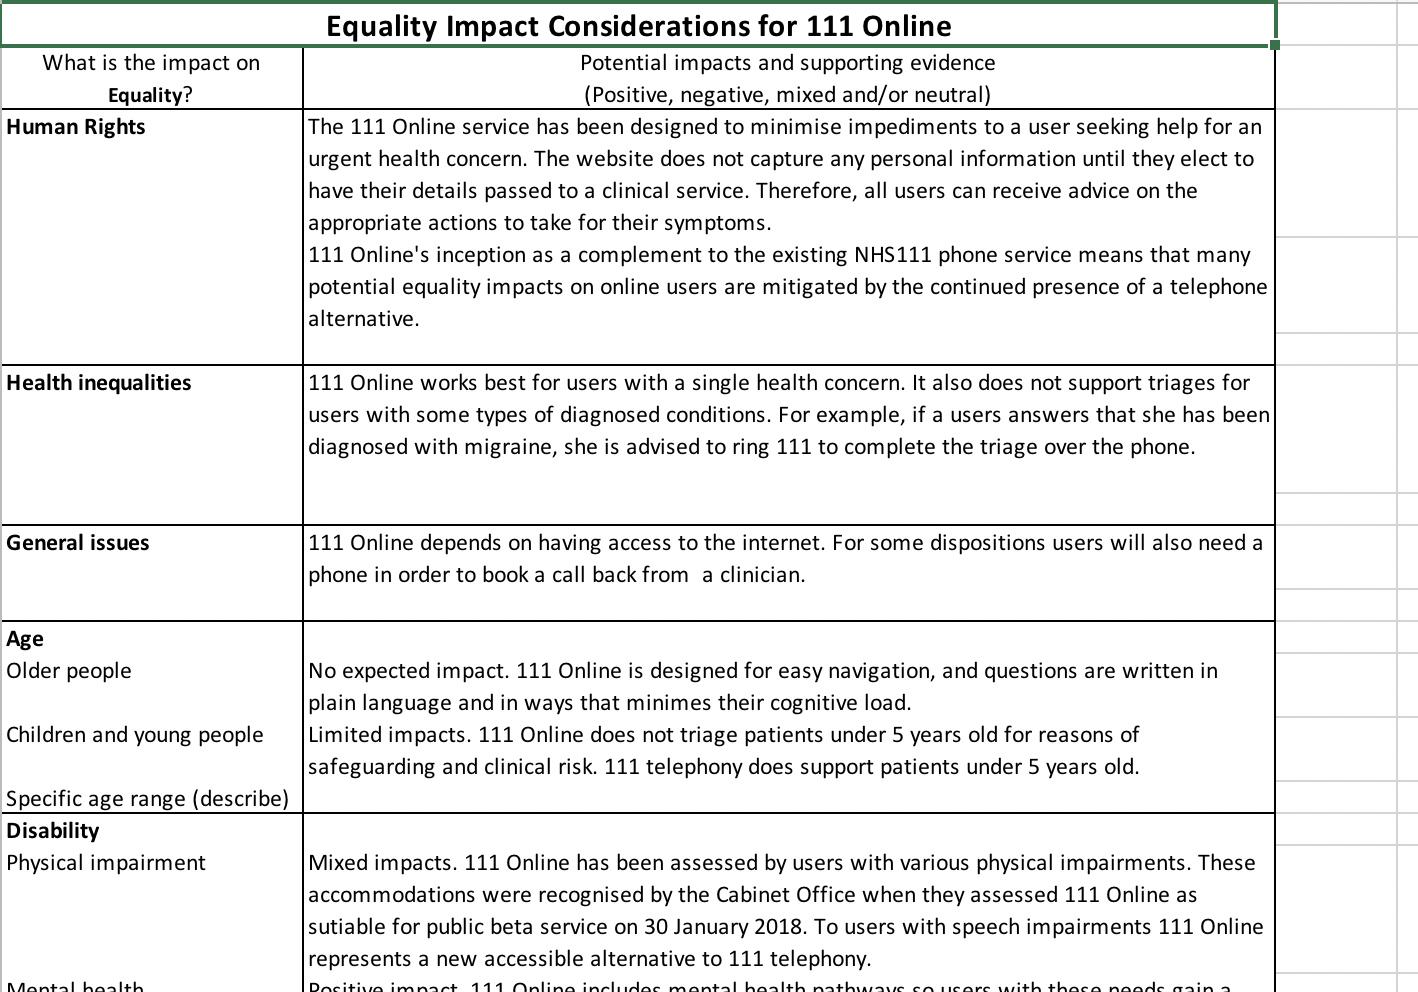 Equality Impact Considerations for 111 Online
What is the impact on
Equality?
Potential impacts and supporting evidence
(Positive, negative, mixed and/or neutral)
Human Rights
The 111 Online service has been designed to minimise impediments to a user seeking help for an
urgent health concern. The website does not capture any personal information until they elect to
have their details passed to a clinical service. Therefore, all users can receive advice on the
appropriate actions to take for their symptoms.
111 Online's inception as a complement to the existing NHS111 phone service means that many
potential equality impacts on online users are mitigated by the continued presence of a telephone
alternative.
Health inequalities
111 Online works best for users with a single health concern. It also does not support triages for
users with some types of diagnosed conditions. For example, if a users answers that she has been
diagnosed with migraine, she is advised to ring 111 to complete the triage over the phone.
General issues
111 Online depends on having access to the internet. For some dispositions users will also need a
phone in order to book a call back from  a clinician.
Age
Older people
No expected impact. 111 Online is designed for easy navigation, and questions are written in
plain language and in ways that minimes their cognitive load.
Children and young people
Limited impacts. 111 Online does not triage patients under 5 years old for reasons of
safeguarding and clinical risk. 111 telephony does support patients under 5 years old.
Specific age range (describe)
Disability
Physical impairment
Mixed impacts. 111 Online has been assessed by users with various physical impairments. These
accommodations were recognised by the Cabinet Office when they assessed 111 Online as
sutiable for public beta service on 30 January 2018. To users with speech impairments 111 Online
represents a new accessible alternative to 111 telephony.
Mental health
Positive impact. 111 Online includes mental health pathways so users with these needs gain a